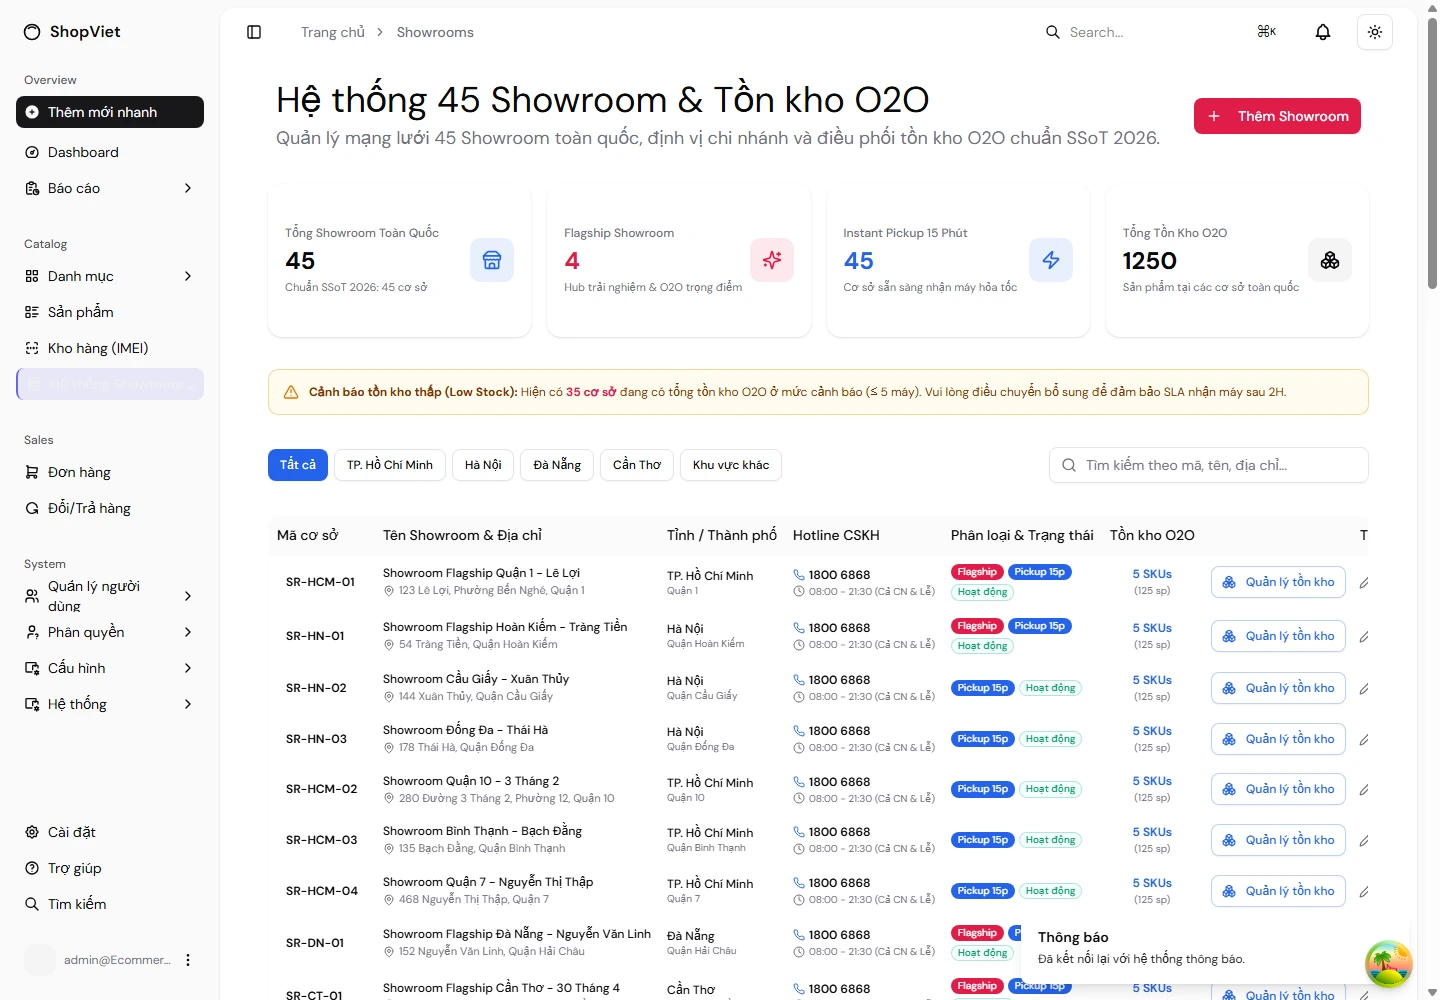 ShopViet
Overview
Thêm mới nhanh
Dashboard
Báo cáo
Catalog
Danh mục
Sản phẩm
Kho hàng (IMEI)
Sales
Đơn hàng
Đổi/Trả hàng
System
Quản lý người dùng
Phân quyền
Cấu hình
Hệ thống
Cài đặt
Trợ giúp
Tìm kiếm
admin@Ecommer...
Trang chủ > Showrooms
Search...
⌘K
Hệ thống 45 Showroom & Tồn kho O2O
Quản lý mạng lưới 45 Showroom toàn quốc, định vị chi nhánh và điều phối tồn kho O2O chuẩn SSoT 2026.
+ Thêm Showroom
Tổng Showroom Toàn Quốc
45
Chuẩn SSoT 2026: 45 cơ sở
Flagship Showroom
4
Hub trải nghiệm & O2O trọng điểm
Instant Pickup 15 Phút
45
Cơ sở sẵn sàng nhận máy hỏa tốc
Tổng Tồn Kho O2O
1250
Sản phẩm tại các cơ sở toàn quốc
Cảnh báo tồn kho thấp (Low Stock): Hiện có 35 cơ sở đang có tổng tồn kho O2O ở mức cảnh báo (≤ 5 máy). Vui lòng điều chuyển bổ sung để đảm bảo SLA nhận máy sau 2H.
Tất cả
TP. Hồ Chí Minh
Hà Nội
Đà Nẵng
Cần Thơ
Khu vực khác
Tìm kiếm theo mã, tên, địa chỉ...
Mã cơ sở Tên Showroom & Địa chỉ Tỉnh / Thành phố Hotline CSKH Phân loại & Trạng thái Tồn kho O2O T
SR-HCM-01
Showroom Flagship Quận 1 - Lê Lợi
123 Lê Lợi, Phường Bến Nghé, Quận 1
TP. Hồ Chí Minh
Quận 1
1800 6868
08:00 - 21:30 (Cả CN & Lễ)
Flagship Pickup 15p
Hoạt động
5 SKUs
(125 sp)
Quản lý tồn kho
SR-HN-01
Showroom Flagship Hoàn Kiếm - Tràng Tiền
54 Tràng Tiền, Quận Hoàn Kiếm
Hà Nội
Quận Hoàn Kiếm
1800 6868
08:00 - 21:30 (Cả CN & Lễ)
Flagship Pickup 15p
Hoạt động
5 SKUs
(125 sp)
Quản lý tồn kho
SR-HN-02
Showroom Cầu Giấy - Xuân Thủy
144 Xuân Thủy, Quận Cầu Giấy
Hà Nội
Quận Cầu Giấy
1800 6868
08:00 - 21:30 (Cả CN & Lễ)
Pickup 15p Hoạt động
5 SKUs
(125 sp)
Quản lý tồn kho
SR-HN-03
Showroom Đống Đa - Thái Hà
178 Thái Hà, Quận Đống Đa
Hà Nội
Quận Đống Đa
1800 6868
08:00 - 21:30 (Cả CN & Lễ)
Pickup 15p Hoạt động
5 SKUs
(125 sp)
Quản lý tồn kho
SR-HCM-02
Showroom Quận 10 - 3 Tháng 2
280 Đường 3 Tháng 2, Phường 12, Quận 10
TP. Hồ Chí Minh
Quận 10
1800 6868
08:00 - 21:30 (Cả CN & Lễ)
Pickup 15p Hoạt động
5 SKUs
(125 sp)
Quản lý tồn kho
SR-HCM-03
Showroom Bình Thạnh - Bạch Đằng
135 Bạch Đằng, Quận Bình Thạnh
TP. Hồ Chí Minh
Quận Bình Thạnh
1800 6868
08:00 - 21:30 (Cả CN & Lễ)
Pickup 15p Hoạt động
5 SKUs
(125 sp)
Quản lý tồn kho
SR-HCM-04
Showroom Quận 7 - Nguyễn Thị Thập
468 Nguyễn Thị Thập, Quận 7
TP. Hồ Chí Minh
Quận 7
1800 6868
08:00 - 21:30 (Cả CN & Lễ)
Pickup 15p Hoạt động
5 SKUs
(125 sp)
Quản lý tồn kho
SR-DN-01
Showroom Flagship Đà Nẵng - Nguyễn Văn Linh
152 Nguyễn Văn Linh, Quận Hải Châu
Đà Nẵng
Quận Hải Châu
1800 6868
08:00 - 21:30 (Cả CN & Lễ)
Flagship
Hoạt động
SR-CT-01
Showroom Flagship Cần Thơ - 30 Tháng 4
Cần Thơ
1800 6868
Flagship Pickup 15p
5 SKUs
Quản lý tồn kho
Thông báo
Đã kết nối lại với hệ thống thông báo.